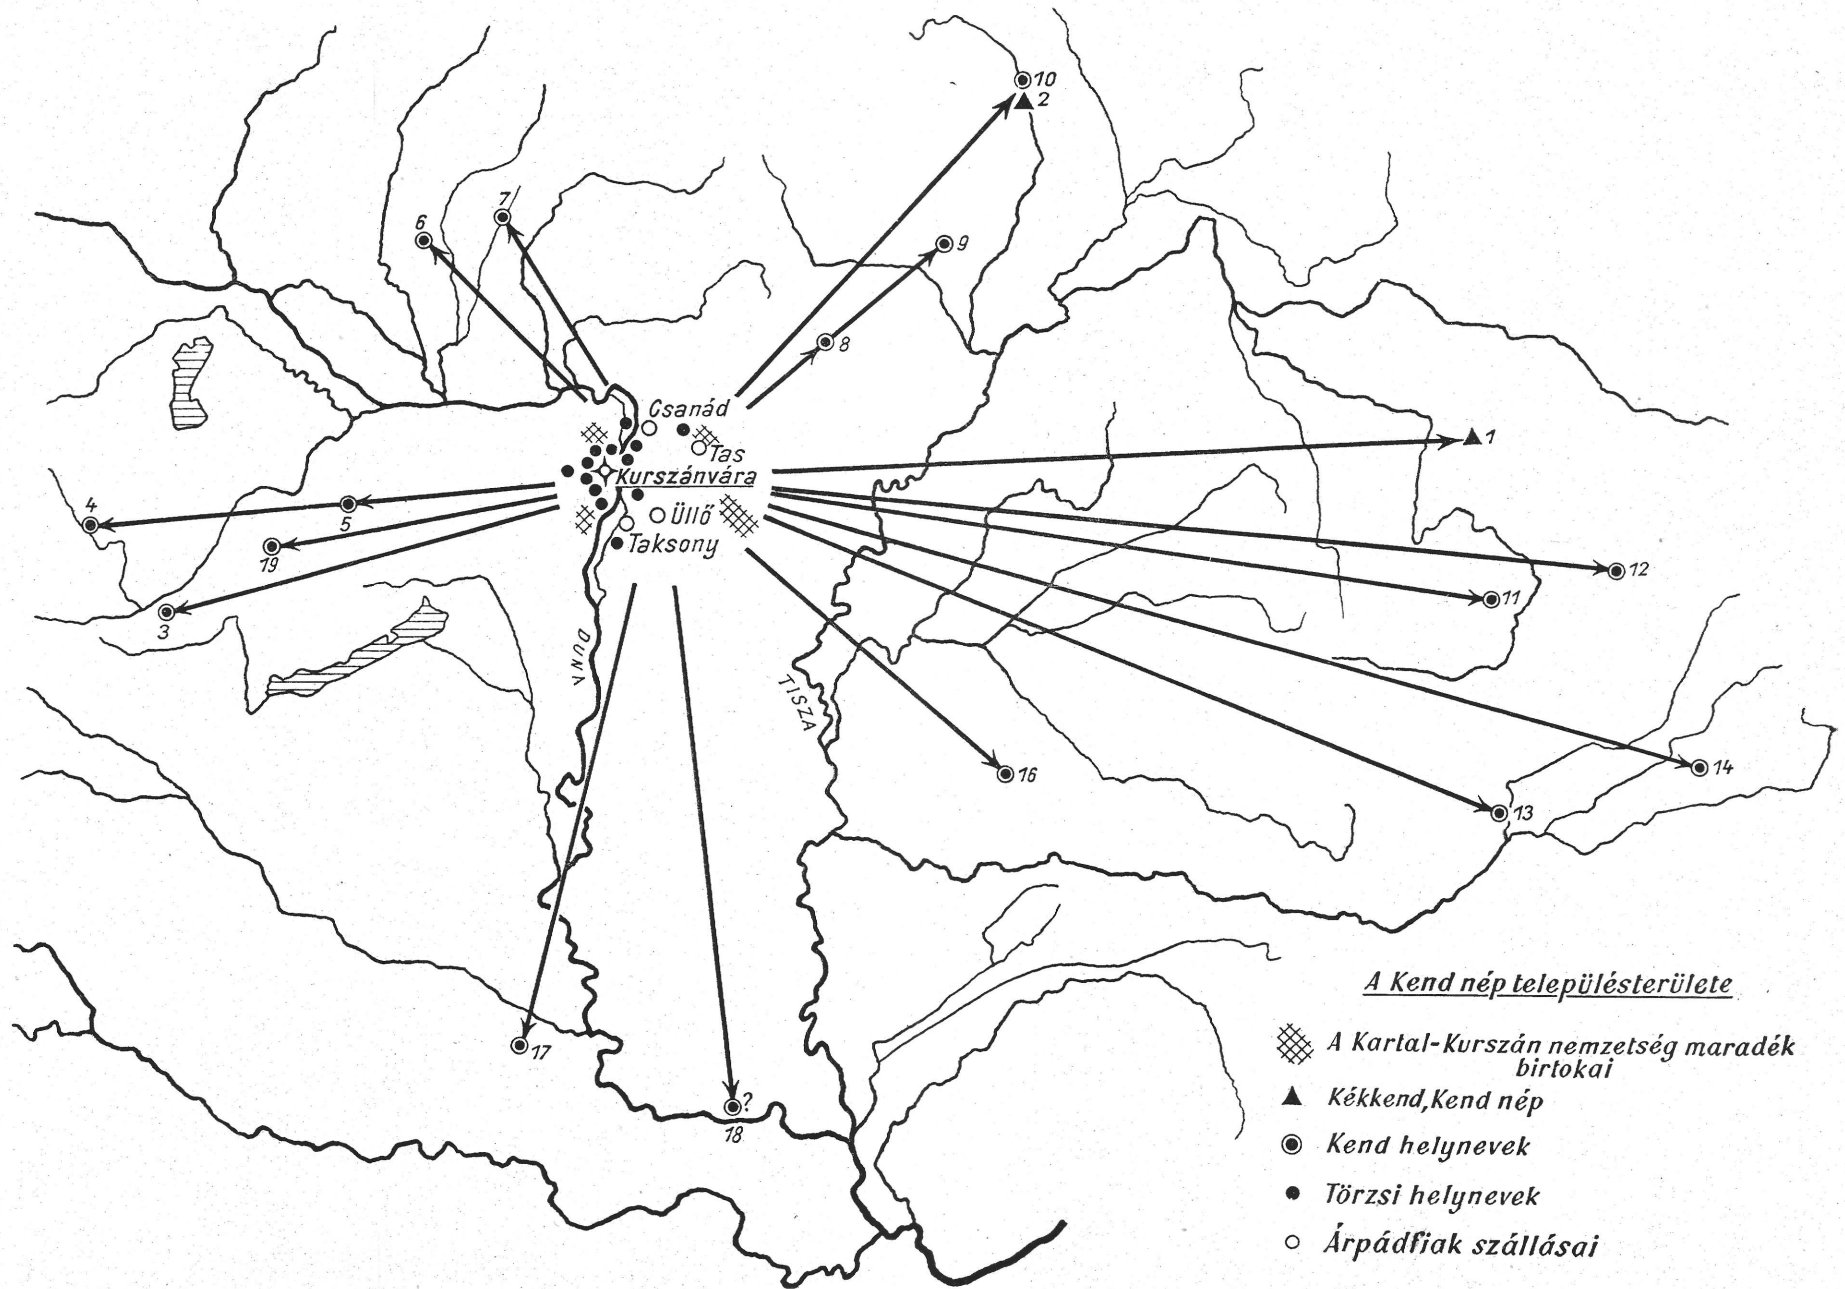 10
2
7
6
9
8
Csanád
Tas
1
Kurszánvára
4
5
Üllő
19
Taksony
12
11
3
DUNA
TISZA
16
14
13
17
?
18
A Kend nép településterülete
A Kartal-Kurszán nemzetség maradék
birtokai
Kékkend, Kend nép
Kend helynevek
Törzsi helynevek
Árpádfiak szállásai